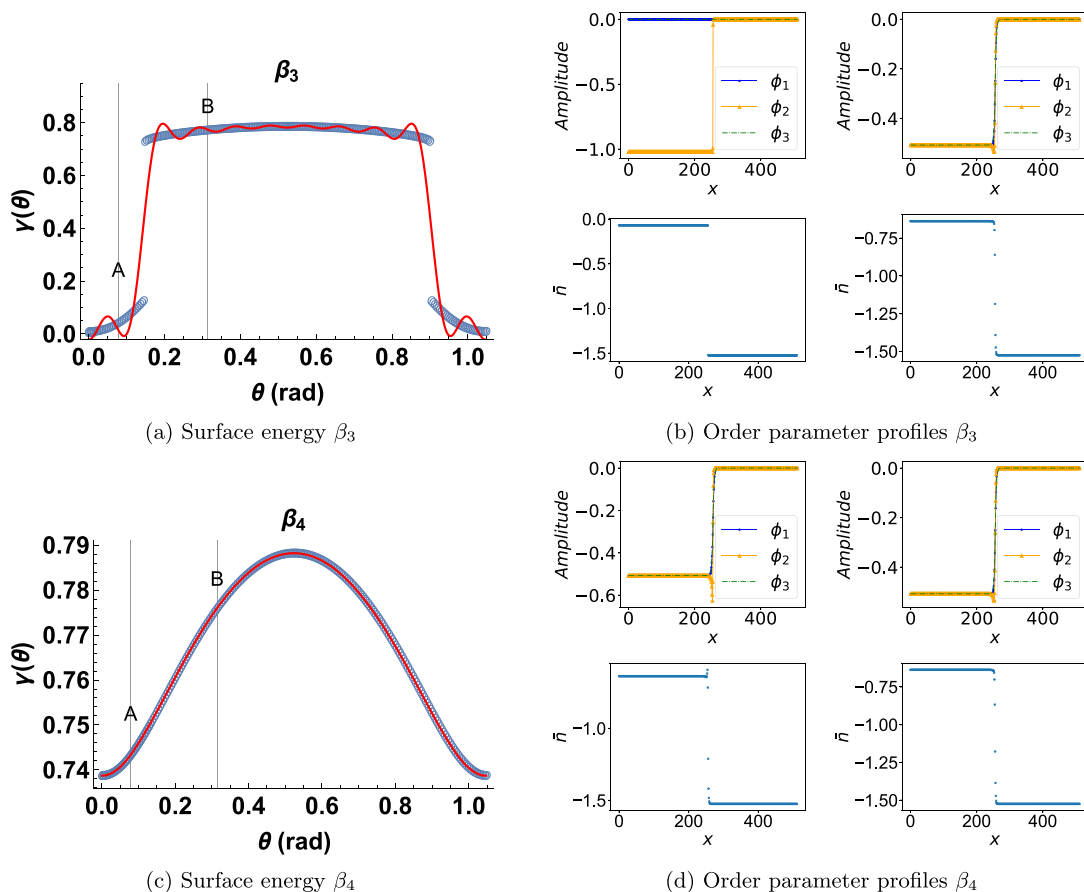 β₃
γ(θ)
0.8
0.6
0.4
0.2
0.0
A
B
0.0 0.2 0.4 0.6 0.8 1.0
θ (rad)
(a) Surface energy β₃
Amplitude
0.0
−0.5
−1.0
ϕ₁
ϕ₂
ϕ₃
0 200 400
x
Amplitude
0.0
−0.2
−0.4
ϕ₁
ϕ₂
ϕ₃
0 200 400
x
n̄
0.0
−0.5
−1.0
−1.5
0 200 400
x
n̄
−0.75
−1.00
−1.25
−1.50
0 200 400
x
(b) Order parameter profiles β₃
β₄
γ(θ)
0.79
0.78
0.77
0.76
0.75
0.74
A
B
0.0 0.2 0.4 0.6 0.8 1.0
θ (rad)
(c) Surface energy β₄
Amplitude
0.0
−0.2
−0.4
−0.6
ϕ₁
ϕ₂
ϕ₃
0 200 400
x
Amplitude
0.0
−0.2
−0.4
ϕ₁
ϕ₂
ϕ₃
0 200 400
x
n̄
−1.0
−1.5
0 200 400
x
n̄
−0.75
−1.00
−1.25
−1.50
0 200 400
x
(d) Order parameter profiles β₄